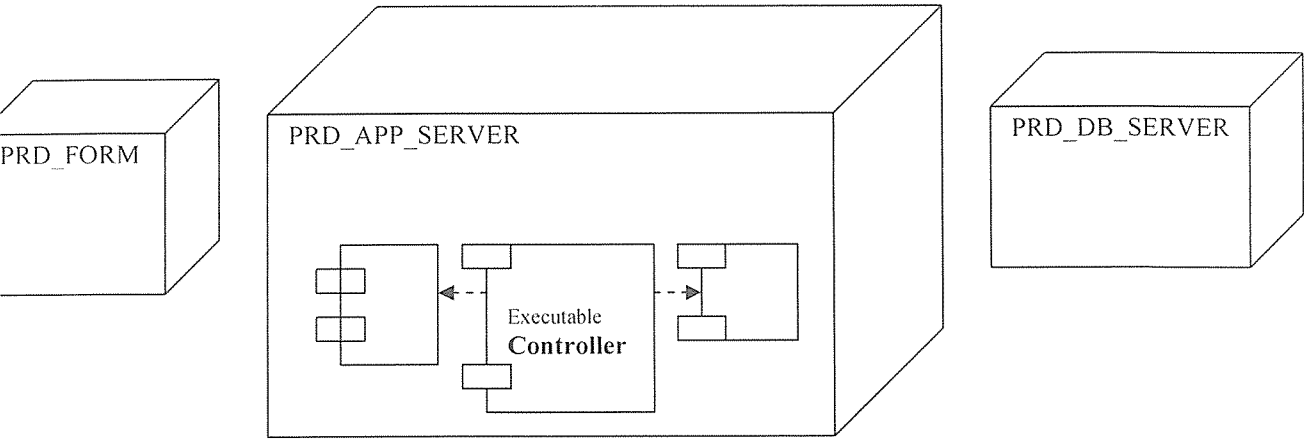 PRD_FORM
PRD_APP_SERVER
PRD_DB_SERVER
Executable
Controller